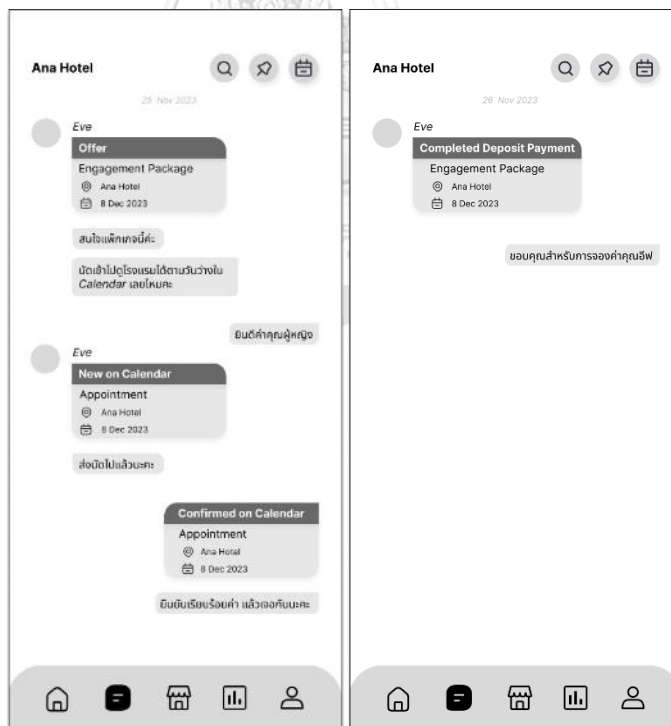 Ana Hotel
26 Nov 2023
Eve
Offer
Engagement Package
Ana Hotel
8 Dec 2023
สนใจแพ็กเกจนี้ค่ะ
นัดเข้าไปดูโรงแรมได้ตามวันว่างใน
Calendar เลยไหมคะ
ยินดีค่ำคุณผู้หญิง
Eve
New on Calendar
Appointment
Ana Hotel
8 Dec 2023
ส่งนัดไปแล้วนะคะ
Confirmed on Calendar
Appointment
Ana Hotel
8 Dec 2023
ยืนยันเรียบร้อยค่ำ แล้วเจอกันนะคะ
Ana Hotel
26 Nov 2023
Eve
Completed Deposit Payment
Engagement Package
Ana Hotel
8 Dec 2023
ขอบคุณสำหรับการจองค่ำคุณอีฟ